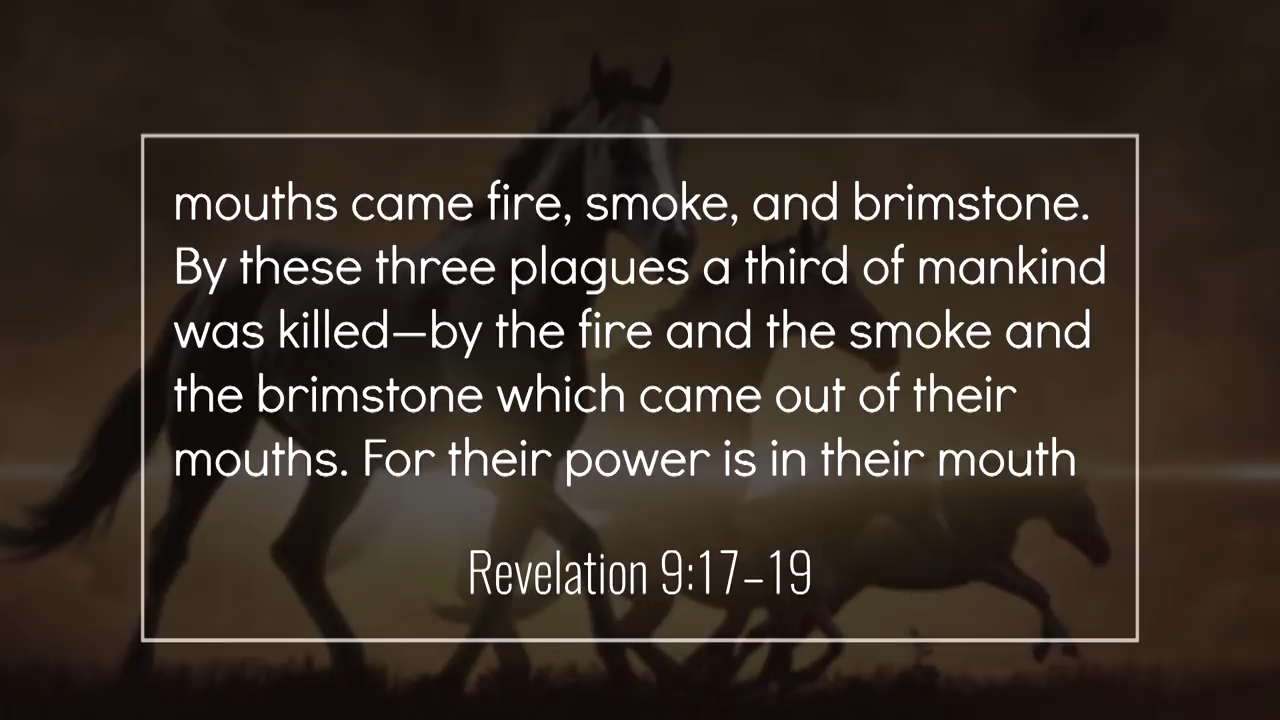 mouths came fire, smoke, and brimstone.
By these three plagues a third of mankind
was killed—by the fire and the smoke and
the brimstone which came out of their
mouths. For their power is in their mouth
Revelation 9:17–19